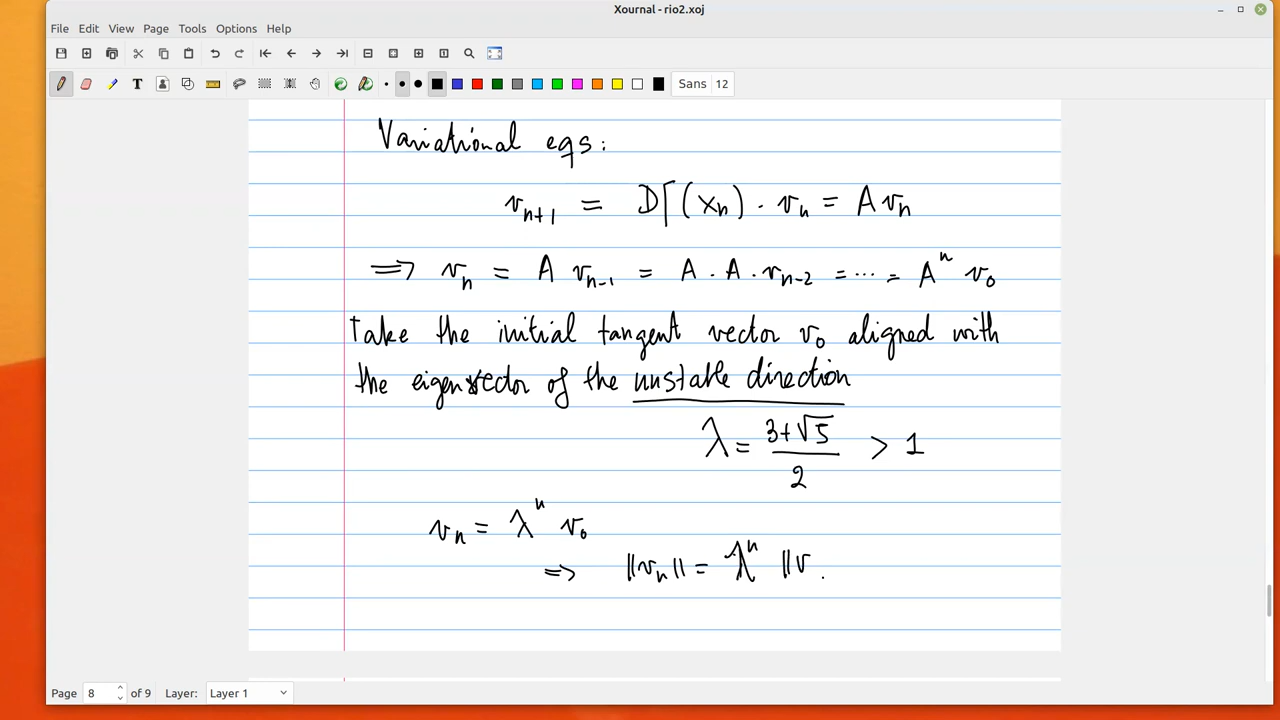 Xournal - rio2.xoj
File Edit View Page Tools Options Help
Sans 12
Variational eqs:
v_{n+1} = DΓ(x_n) · v_n = A v_n
⟹ v_n = A v_{n-1} = A · A · v_{n-2} = ··· = A^n v_0
Take the initial tangent vector v_0 aligned with
the eigenvector of the unstable direction
λ = (3+√5)/2 > 1
v_n = λ^n v_0
⟹ ||v_n|| = λ^n ||v
Page 8 of 9 Layer: Layer 1